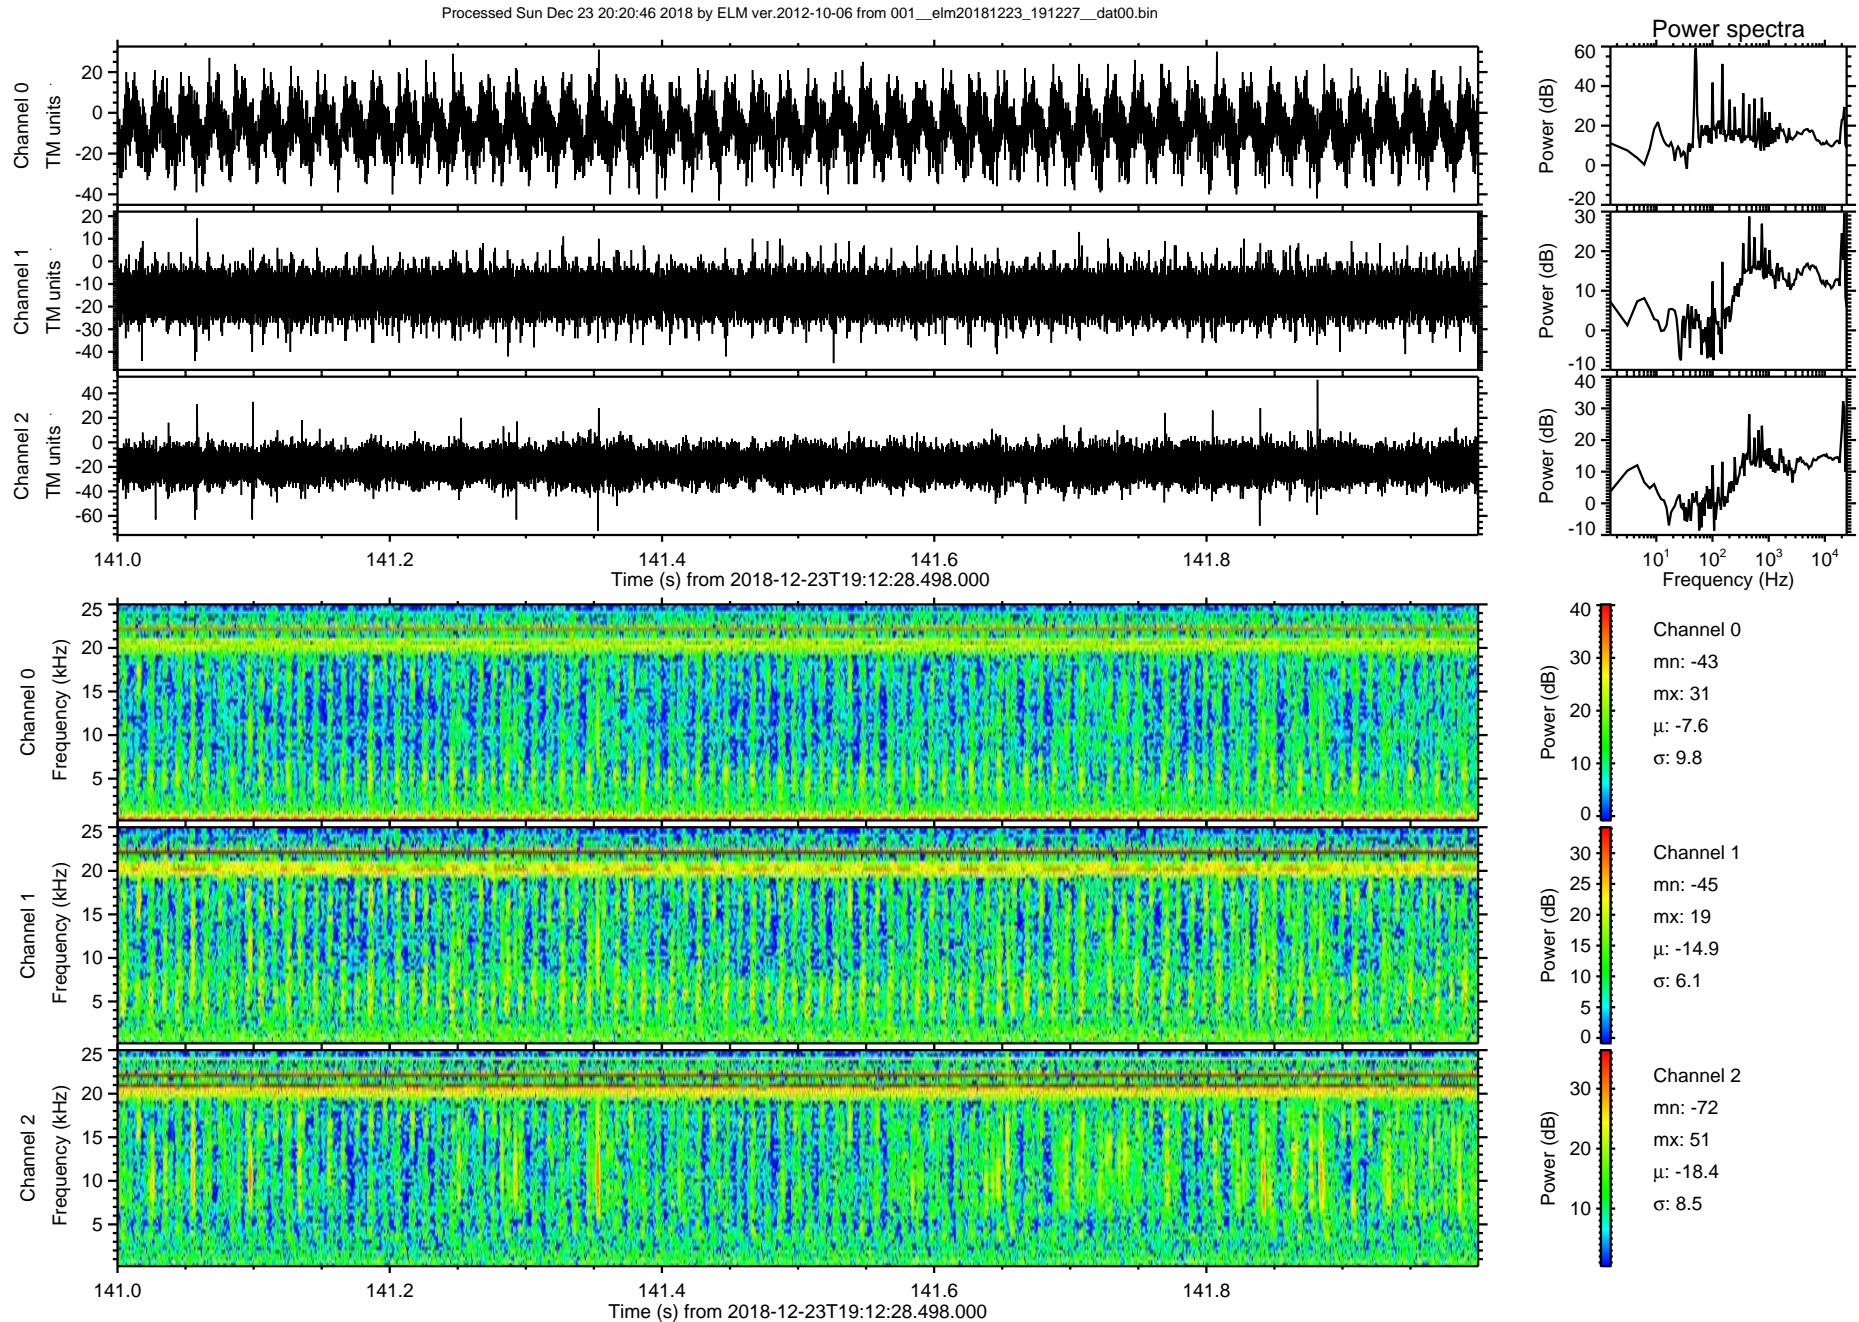 Processed Sun Dec 23 20:20:46 2018 by ELM ver.2012-10-06 from 001__elm20181223_191227__dat00.bin
Power spectra
Channel 0
TM units
20
0
-20
-40
Power (dB)
60
40
20
0
-20
Channel 1
TM units
20
10
0
-10
-20
-30
-40
Power (dB)
30
20
10
0
-10
Channel 2
TM units
40
20
0
-20
-40
-60
Power (dB)
40
30
20
10
0
-10
141.0 141.2 141.4 141.6 141.8
Time (s) from 2018-12-23T19:12:28.498.000
10^1 10^2 10^3 10^4
Frequency (Hz)
Channel 0
Frequency (kHz)
25
20
15
10
5
Power (dB)
40
30
20
10
0
Channel 0
mn: -43
mx: 31
μ: -7.6
σ: 9.8
Channel 1
Frequency (kHz)
25
20
15
10
5
Power (dB)
30
25
20
15
10
5
0
Channel 1
mn: -45
mx: 19
μ: -14.9
σ: 6.1
Channel 2
Frequency (kHz)
25
20
15
10
5
Power (dB)
30
20
10
Channel 2
mn: -72
mx: 51
μ: -18.4
σ: 8.5
141.0 141.2 141.4 141.6 141.8
Time (s) from 2018-12-23T19:12:28.498.000